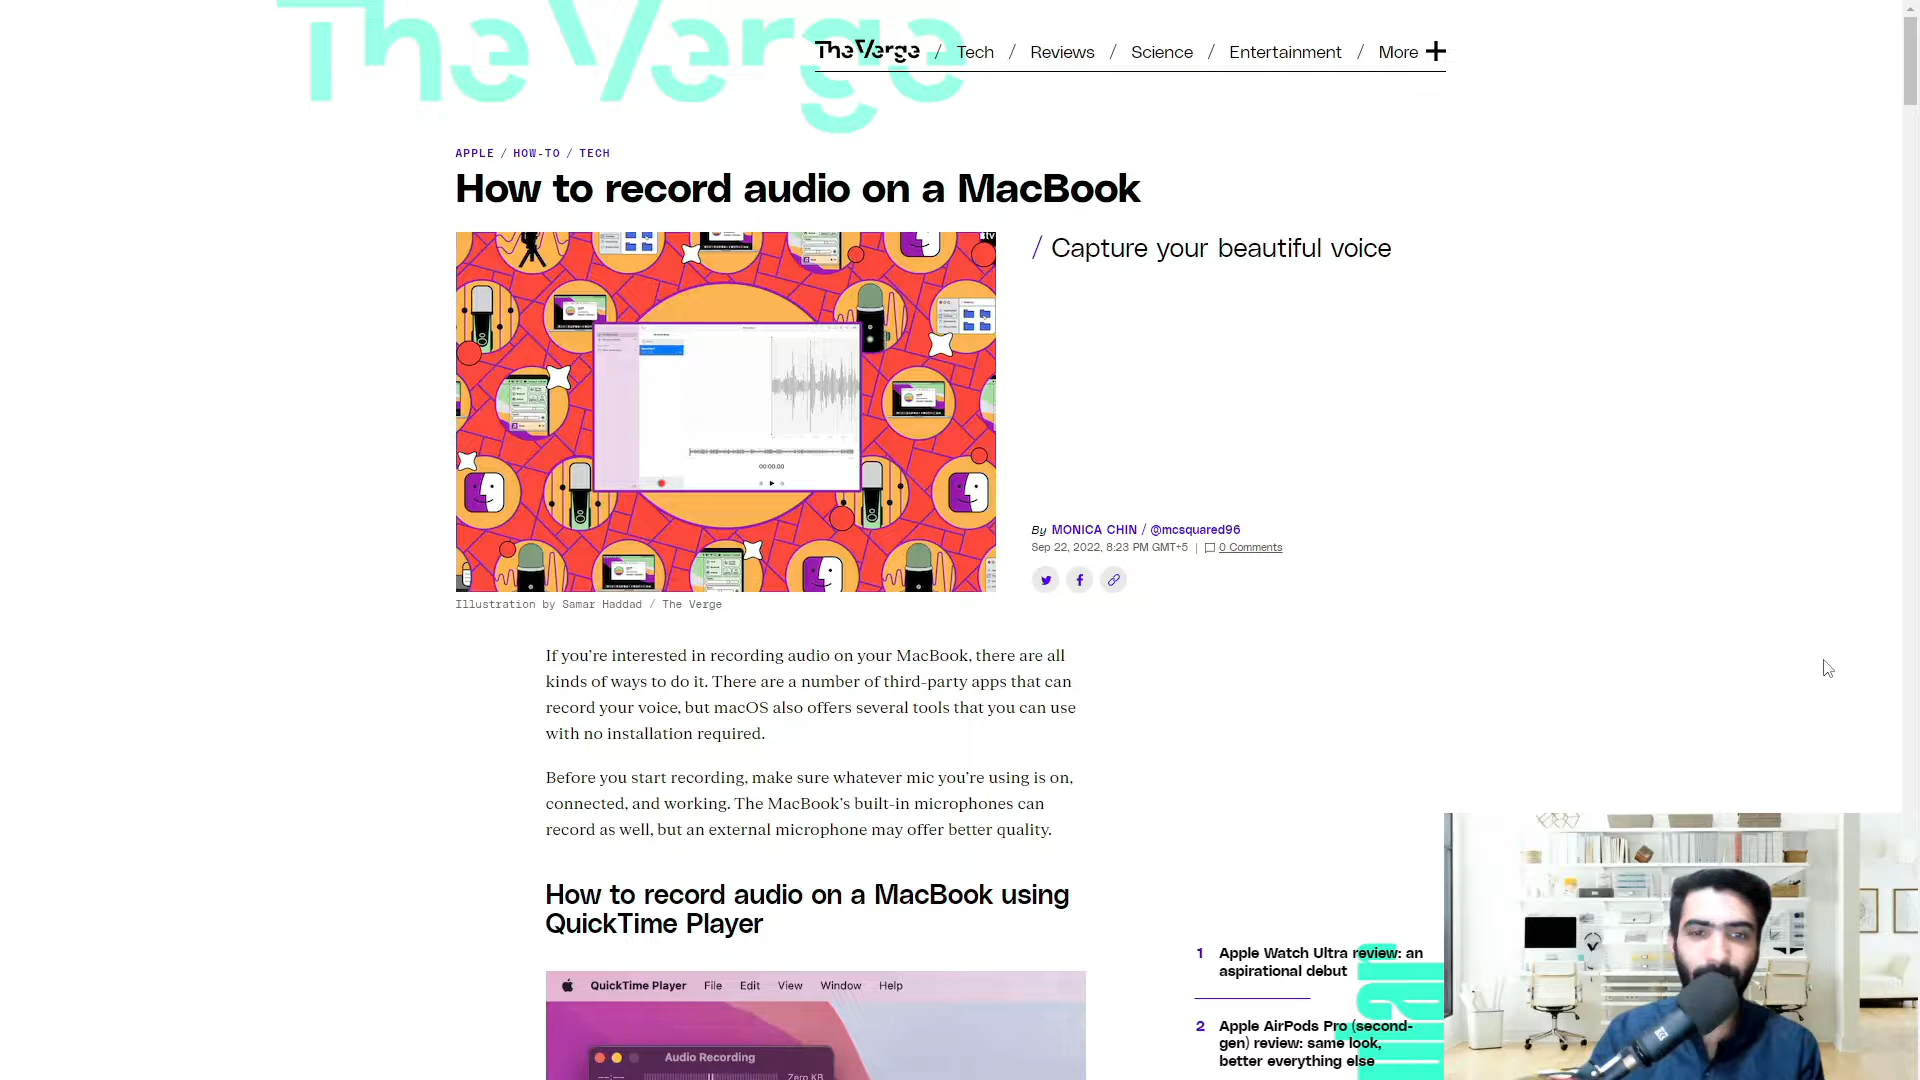 The Verge
The Verge / Tech / Reviews / Science / Entertainment / More
APPLE / HOW-TO / TECH
How to record audio on a MacBook
/ Capture your beautiful voice
By MONICA CHIN / @mcsquared96
Sep 22, 2022, 8:23 PM GMT+5 | 0 Comments
00:00.00
Illustration by Samar Haddad / The Verge
If you’re interested in recording audio on your MacBook, there are all
kinds of ways to do it. There are a number of third-party apps that can
record your voice, but macOS also offers several tools that you can use
with no installation required.
Before you start recording, make sure whatever mic you’re using is on,
connected, and working. The MacBook’s built-in microphones can
record as well, but an external microphone may offer better quality.
How to record audio on a MacBook using
QuickTime Player
QuickTime Player File Edit View Window Help
Audio Recording
--:-- Zero KB
1 Apple Watch Ultra review: an
aspirational debut
2 Apple AirPods Pro (second-
gen) review: same look,
better everything else